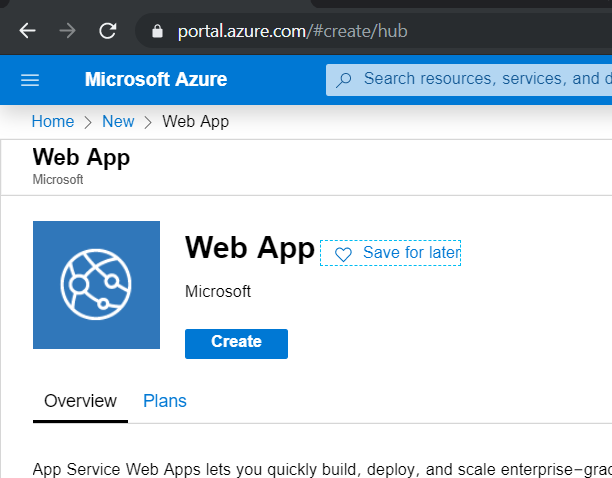 portal.azure.com/#create/hub
Microsoft Azure
Search resources, services, and
Home > New > Web App
Web App
Microsoft
Web App
Save for later
Microsoft
Create
Overview Plans
App Service Web Apps lets you quickly build, deploy, and scale